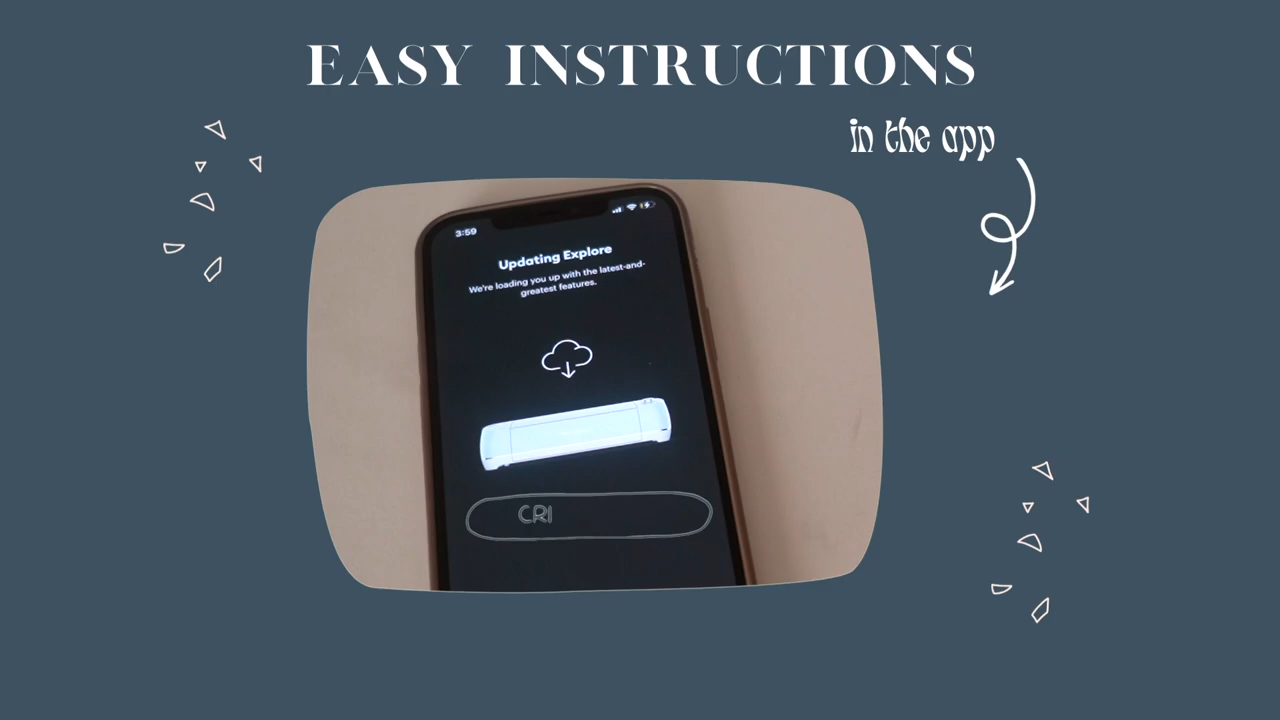 EASY INSTRUCTIONS
in the app
3:59
Updating Explore
We're loading you up with the latest-and-
greatest features.
CRI